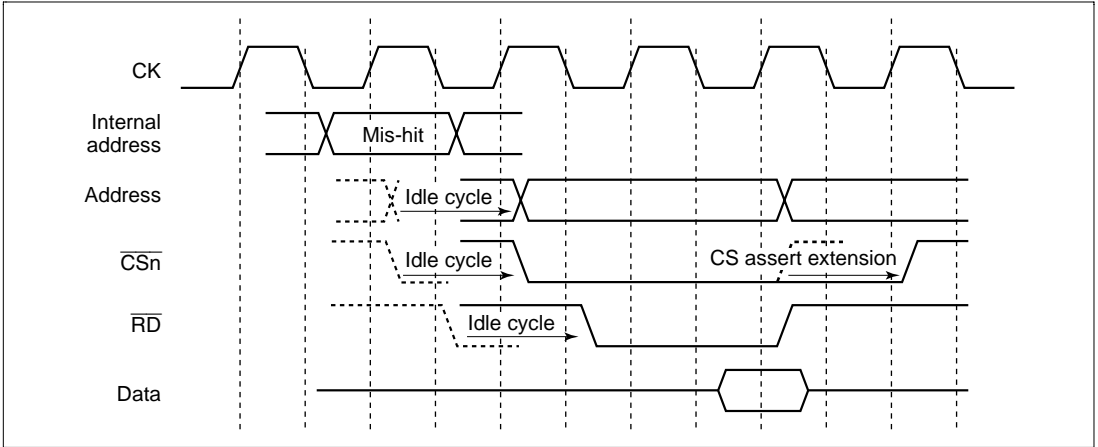 CK
Internal
address
Mis-hit
Address
Idle cycle
CSn
Idle cycle
CS assert extension
RD
Idle cycle
Data